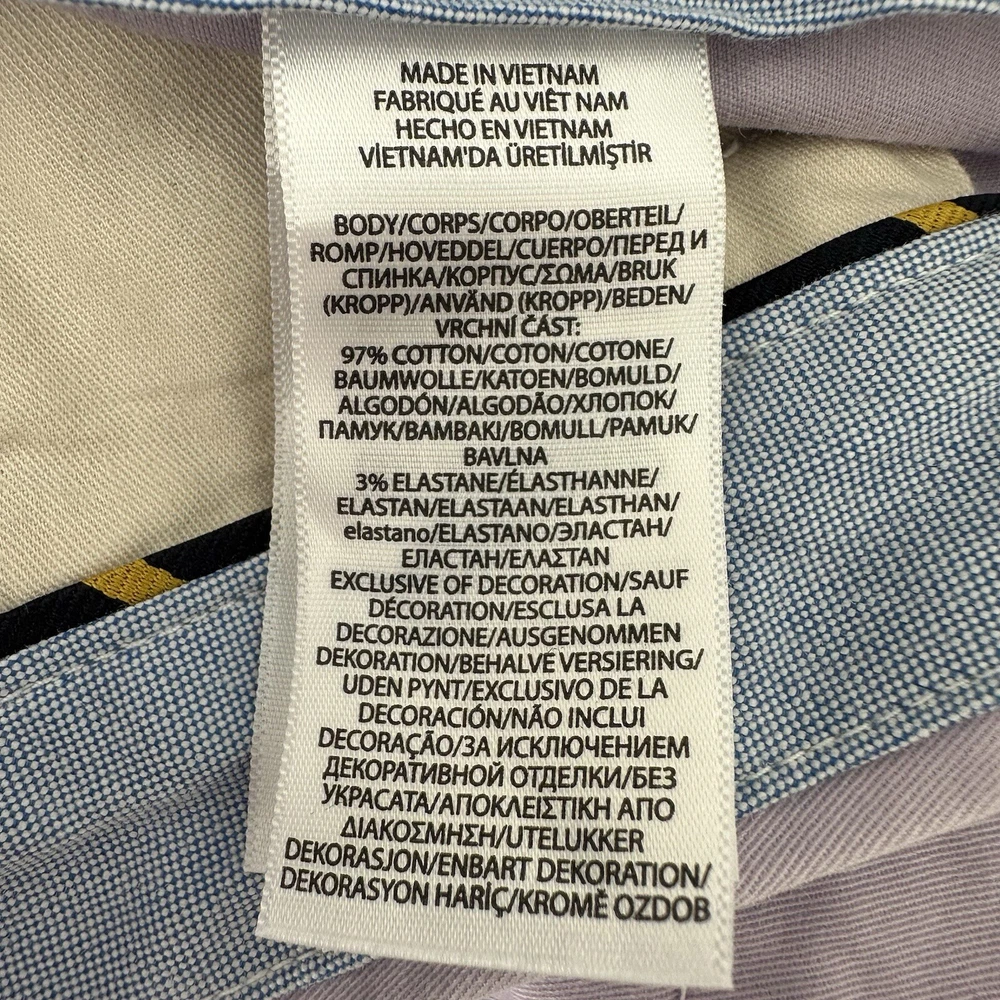 MADE IN VIETNAM
FABRIQUÉ AU VIÊT NAM
HECHO EN VIETNAM
VİETNAM'DA ÜRETİLMİŞTİR
BODY/CORPS/CORPO/OBERTEIL/
ROMP/HOVEDDEL/CUERPO/ПЕРЕД И
СПИНКА/КОРПУС/ΣΩΜΑ/BRUK
(KROPP)/ANVÄND (KROPP)/BEDEN/
VRCHNÍ ČÁST:
97% COTTON/COTON/COTONE/
BAUMWOLLE/KATOEN/BOMULD/
ALGODÓN/ALGODÃO/ХЛОПОК/
ПАМУК/ΒΑΜΒΑΚΙ/BOMULL/PAMUK/
BAVLNA
3% ELASTANE/ÉLASTHANNE/
ELASTAN/ELASTAAN/ELASTHAN/
elastano/ELASTANO/ЭЛАСТАН/
ЕЛАСТАН/ΕΛΑΣΤΑΝ
EXCLUSIVE OF DECORATION/SAUF
DÉCORATION/ESCLUSA LA
DECORAZIONE/AUSGENOMMEN
DEKORATION/BEHALVE VERSIERING/
UDEN PYNT/EXCLUSIVO DE LA
DECORACIÓN/NÃO INCLUI
DECORAÇÃO/ЗА ИСКЛЮЧЕНИЕМ
ДЕКОРАТИВНОЙ ОТДЕЛКИ/БЕЗ
УКРАСАТА/ΑΠΟΚΛΕΙΣΤΙΚΗ ΑΠΟ
ΔΙΑΚΟΣΜΗΣΗ/UTELUKKER
DEKORASJON/ENBART DEKORATION/
DEKORASYON HARİÇ/KROMĚ OZDOB